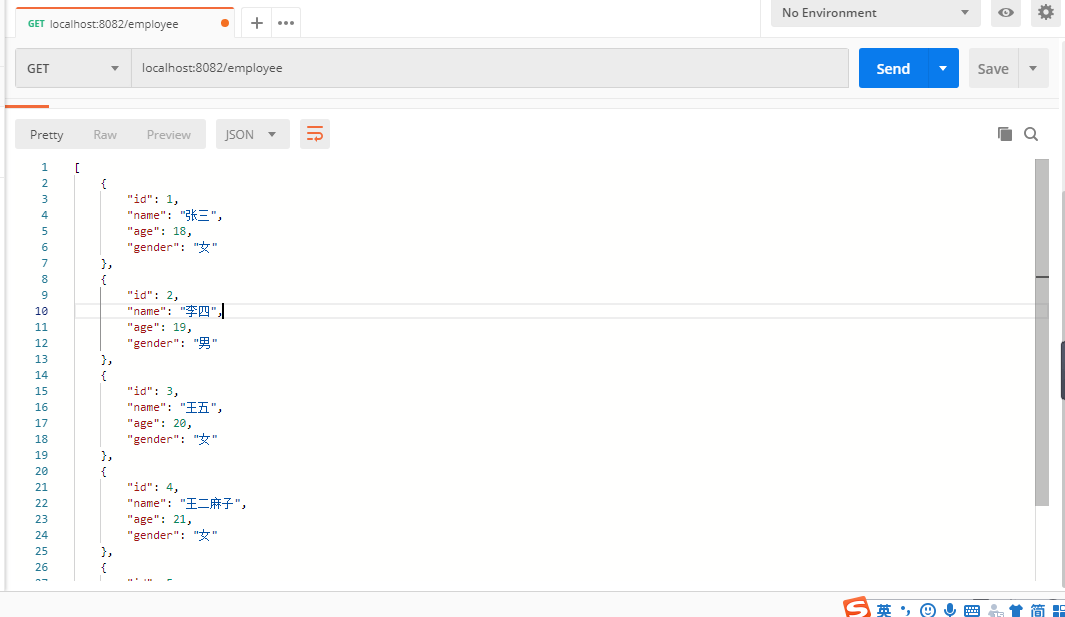 GET localhost:8082/employee
No Environment
GET
localhost:8082/employee
Send
Save
Pretty Raw Preview JSON
1 [
2 {
3 "id": 1,
4 "name": "张三",
5 "age": 18,
6 "gender": "女"
7 },
8 {
9 "id": 2,
10 "name": "李四",
11 "age": 19,
12 "gender": "男"
13 },
14 {
15 "id": 3,
16 "name": "王五",
17 "age": 20,
18 "gender": "女"
19 },
20 {
21 "id": 4,
22 "name": "王二麻子",
23 "age": 21,
24 "gender": "女"
25 },
26 {
英 简